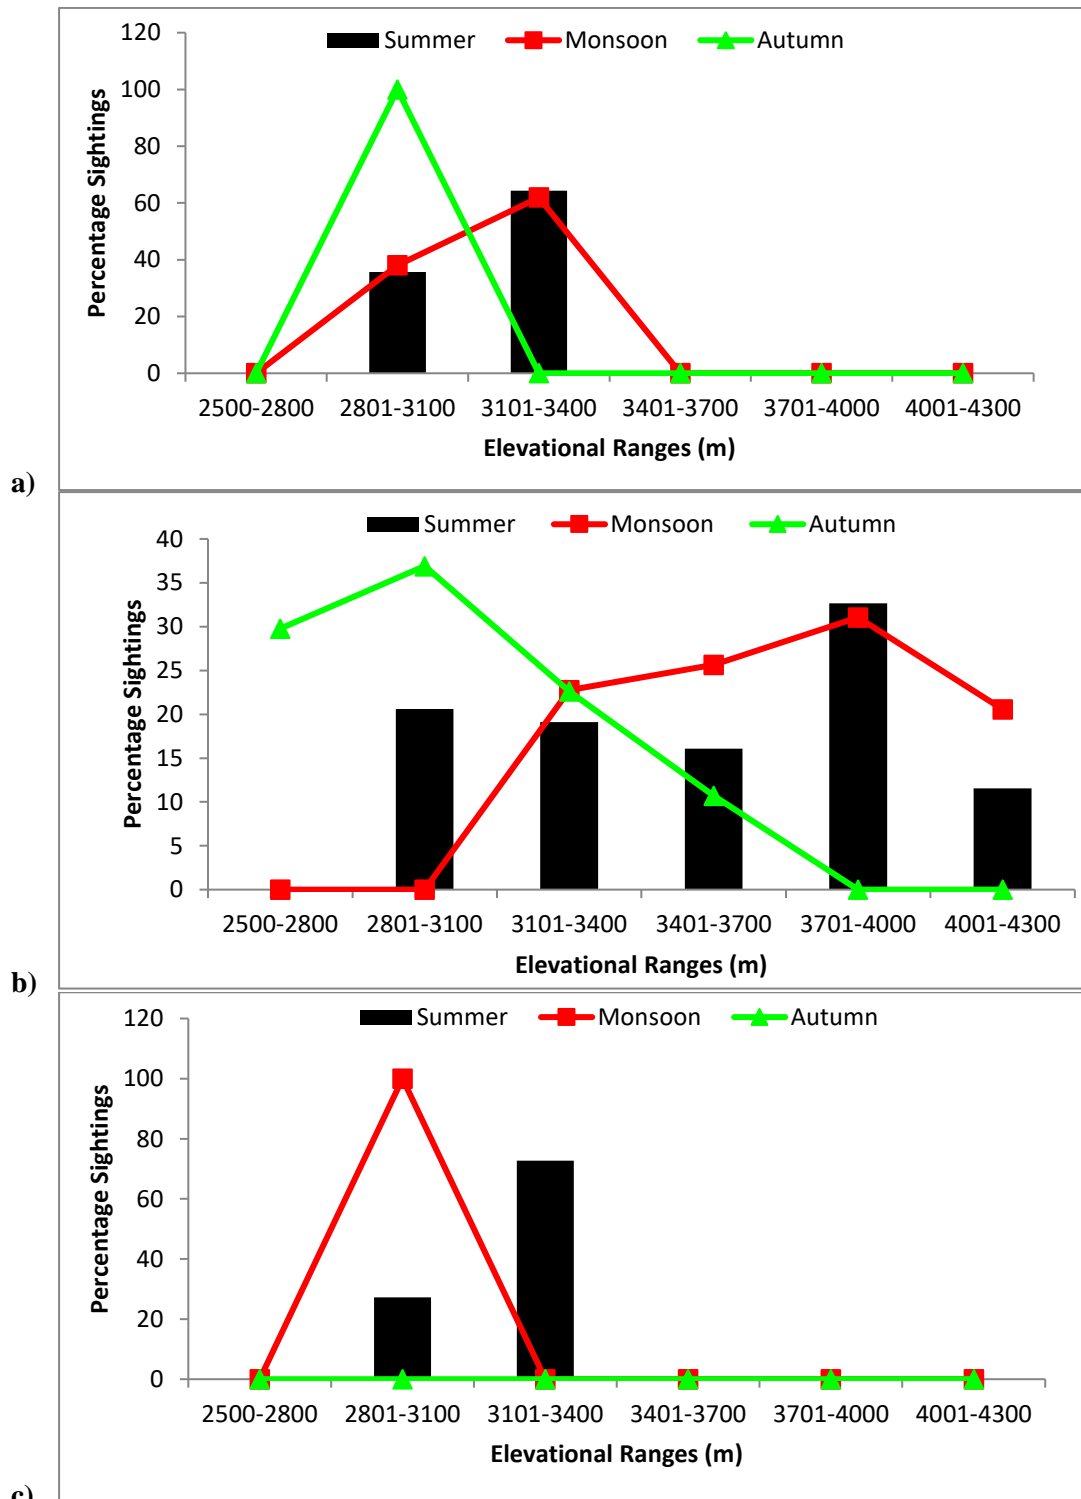 Summer Monsoon Autumn
120
100
80
60
40
20
0
Percentage Sightings
2500-2800 2801-3100 3101-3400 3401-3700 3701-4000 4001-4300
Elevational Ranges (m)
a)
Summer Monsoon Autumn
40
35
30
25
20
15
10
5
0
Percentage Sightings
2500-2800 2801-3100 3101-3400 3401-3700 3701-4000 4001-4300
Elevational Ranges (m)
b)
Summer Monsoon Autumn
120
100
80
60
40
20
0
Percentage Sightings
2500-2800 2801-3100 3101-3400 3401-3700 3701-4000 4001-4300
Elevational Ranges (m)
c)